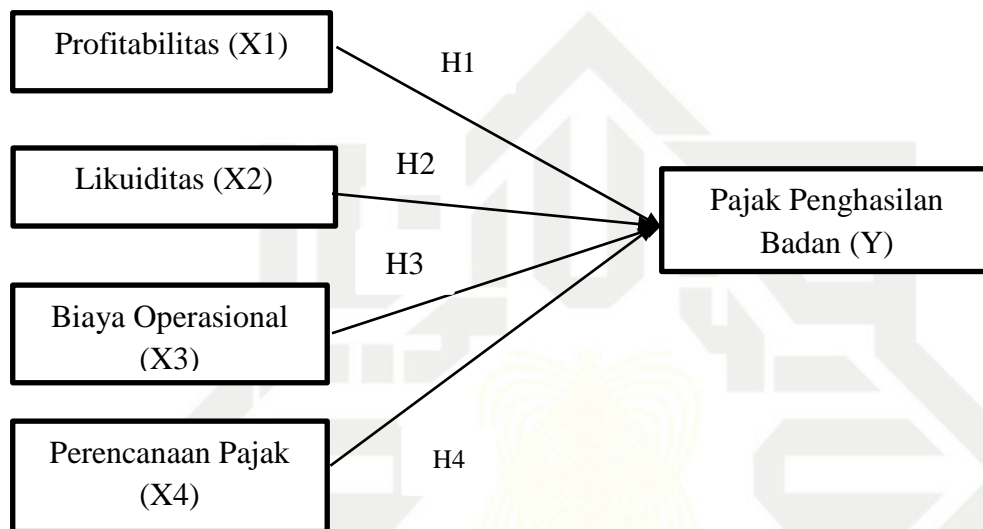 Profitabilitas (X1)
H1
Likuiditas (X2)
H2
Pajak Penghasilan
Badan (Y)
H3
Biaya Operasional
(X3)
Perencanaan Pajak
(X4)
H4